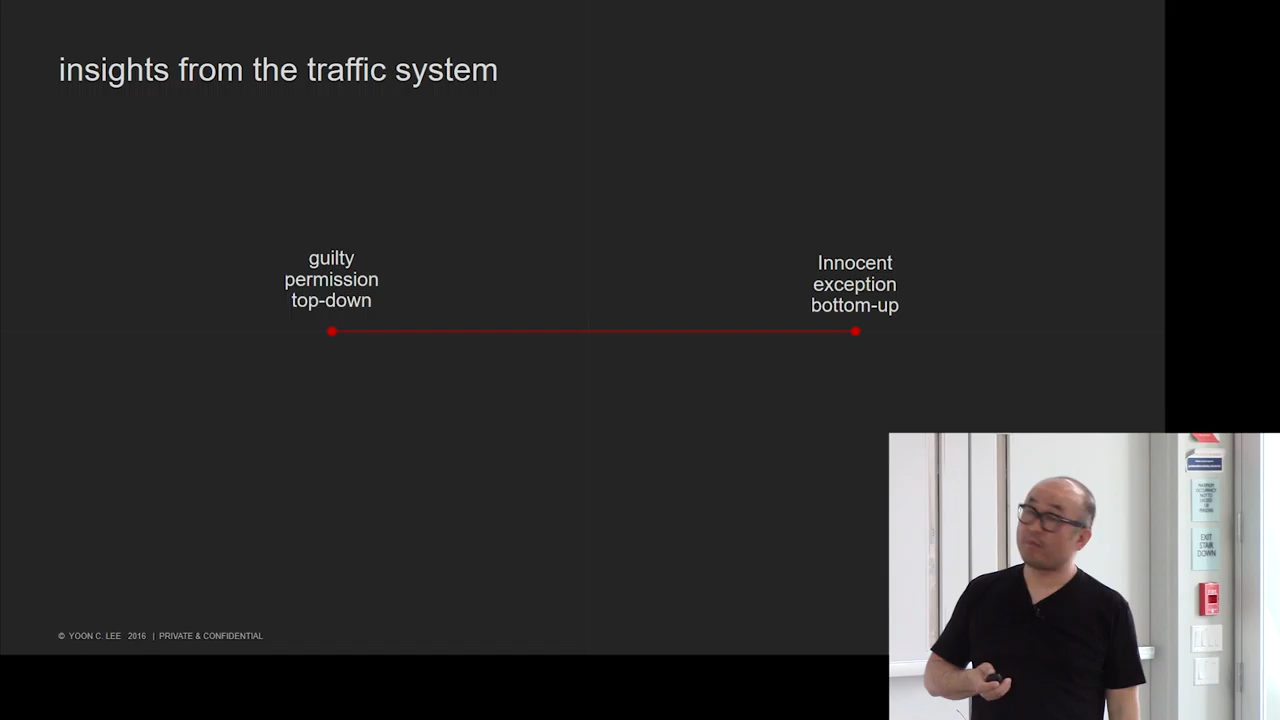 insights from the traffic system
guilty
permission
top-down
Innocent
exception
bottom-up
© YOON C. LEE 2016 | PRIVATE & CONFIDENTIAL
EXIT
STAIR
DOWN